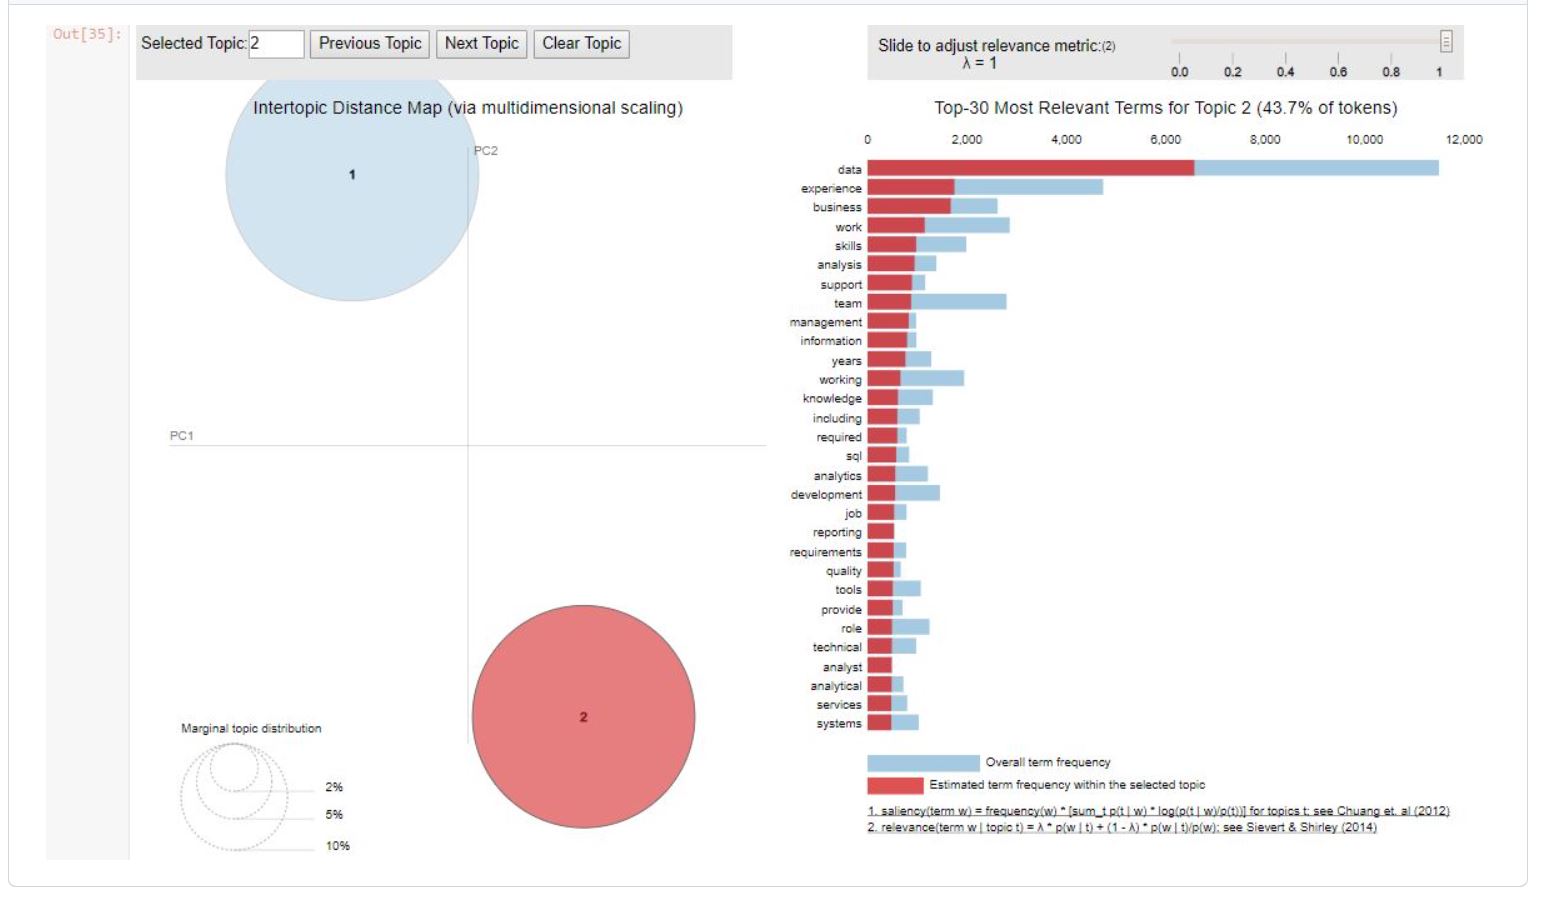 Out[35]:
Selected Topic: 2 Previous Topic Next Topic Clear Topic
Slide to adjust relevance metric:(2)
λ = 1
0.0 0.2 0.4 0.6 0.8 1
Intertopic Distance Map (via multidimensional scaling)
PC2
1
PC1
2
Marginal topic distribution
2%
5%
10%
Top-30 Most Relevant Terms for Topic 2 (43.7% of tokens)
0 2,000 4,000 6,000 8,000 10,000 12,000
data
experience
business
work
skills
analysis
support
team
management
information
years
working
knowledge
including
required
sql
analytics
development
job
reporting
requirements
quality
tools
provide
role
technical
analyst
analytical
services
systems
Overall term frequency
Estimated term frequency within the selected topic
1. saliency(term w) = frequency(w) * [sum_t p(t | w) * log(p(t | w)/p(t))] for topics t; see Chuang et. al (2012)
2. relevance(term w | topic t) = λ * p(w | t) + (1 - λ) * p(w | t)/p(w); see Sievert & Shirley (2014)